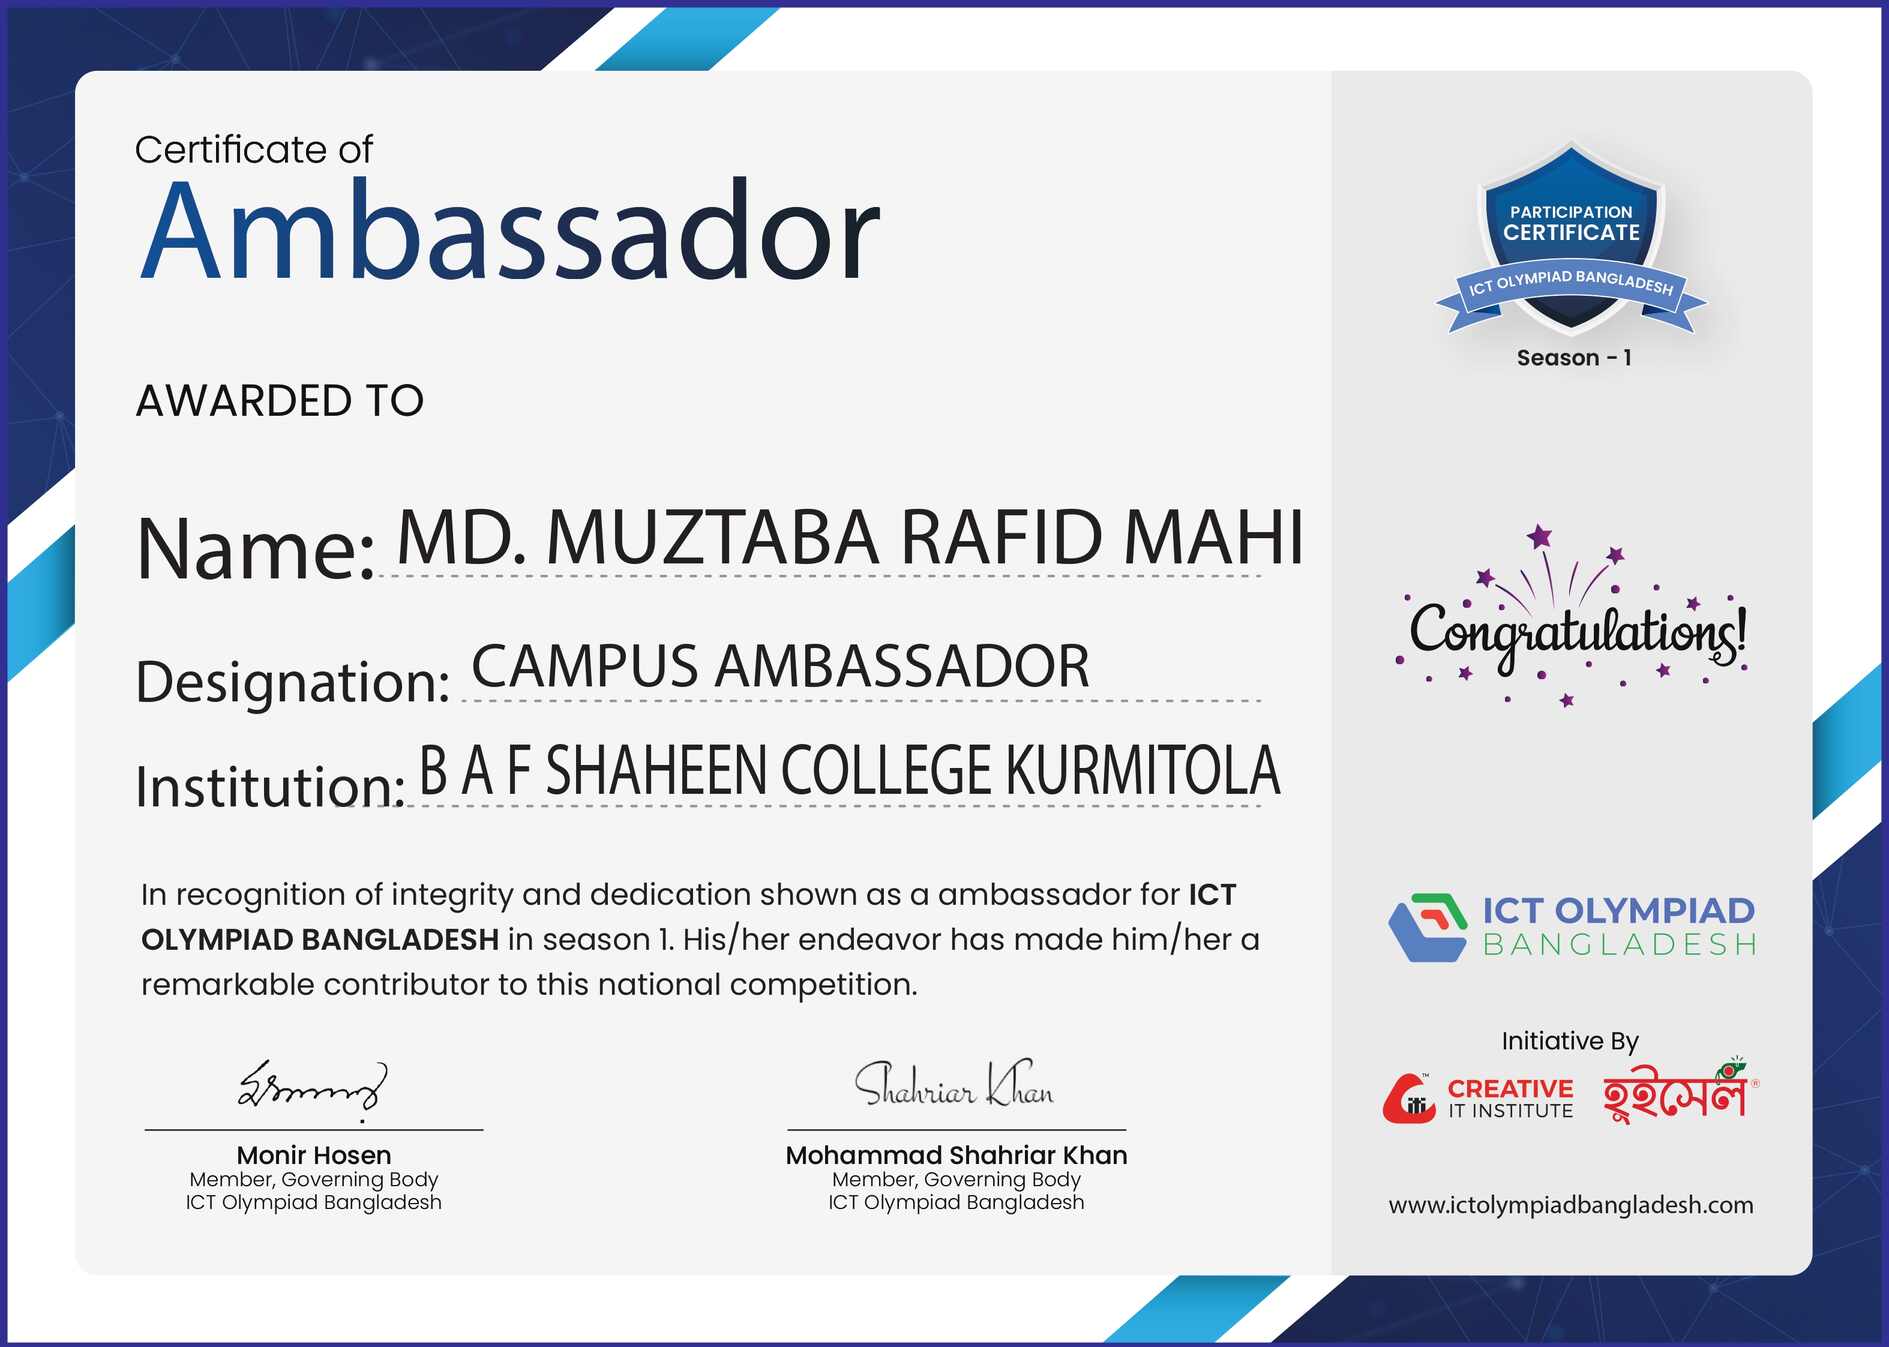 Certificate of
Ambassador
AWARDED TO
Name: MD. MUZTABA RAFID MAHI
Designation: CAMPUS AMBASSADOR
Institution: B A F SHAHEEN COLLEGE KURMITOLA
In recognition of integrity and dedication shown as a ambassador for ICT
OLYMPIAD BANGLADESH in season 1. His/her endeavor has made him/her a
remarkable contributor to this national competition.
Shahriar Khan
Monir Hosen
Member, Governing Body
ICT Olympiad Bangladesh
Mohammad Shahriar Khan
Member, Governing Body
ICT Olympiad Bangladesh
PARTICIPATION
CERTIFICATE
ICT OLYMPIAD BANGLADESH
Season - 1
Congratulations!
ICT OLYMPIAD
BANGLADESH
Initiative By
citi™
CREATIVE
IT INSTITUTE
হুইসেল®
www.ictolympiadbangladesh.com